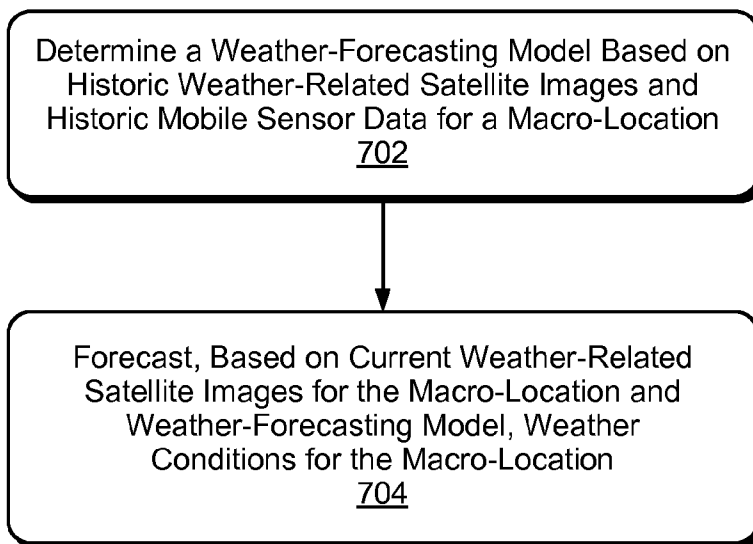 Determine a Weather-Forecasting Model Based on
Historic Weather-Related Satellite Images and
Historic Mobile Sensor Data for a Macro-Location
702
Forecast, Based on Current Weather-Related
Satellite Images for the Macro-Location and
Weather-Forecasting Model, Weather
Conditions for the Macro-Location
704